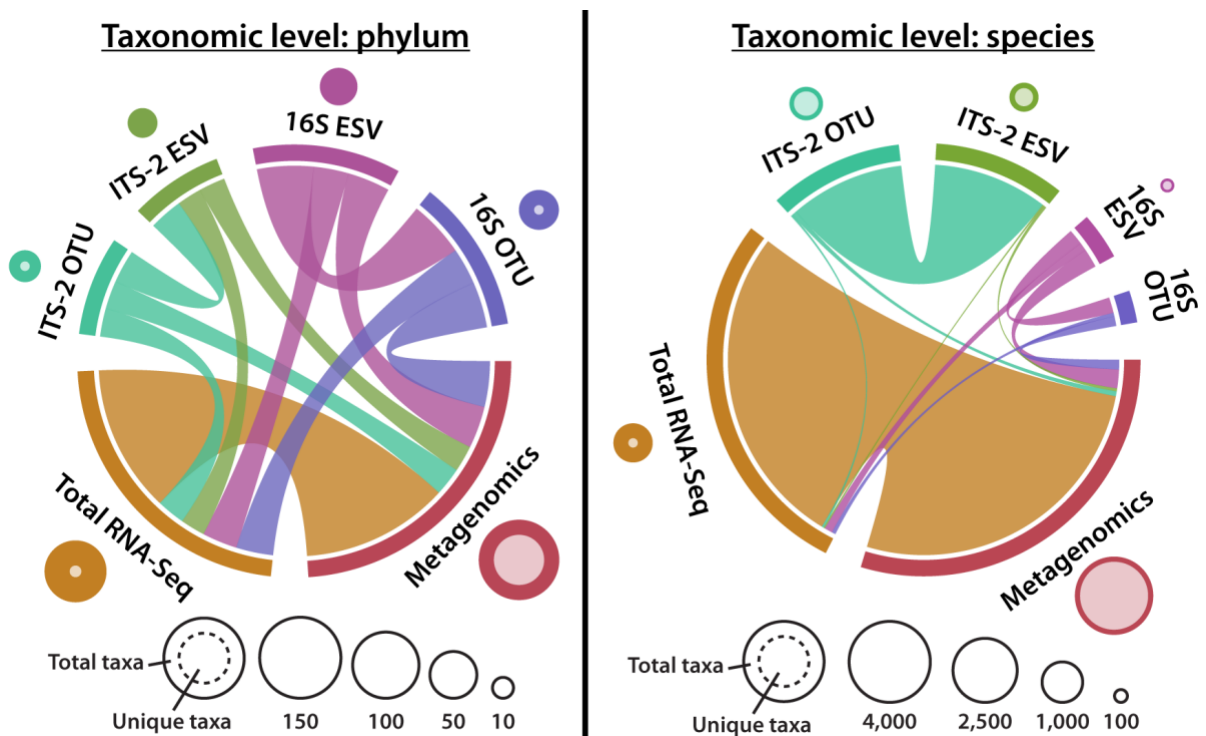 Taxonomic level: phylum
16S ESV
ITS-2 ESV
16S OTU
ITS-2 OTU
Total RNA-Seq
Metagenomics
Total taxa
Unique taxa
150
100
50
10
Taxonomic level: species
ITS-2 OTU
ITS-2 ESV
16S
ESV
16S
OTU
Total RNA-Seq
Metagenomics
Total taxa
Unique taxa
4,000
2,500
1,000
100